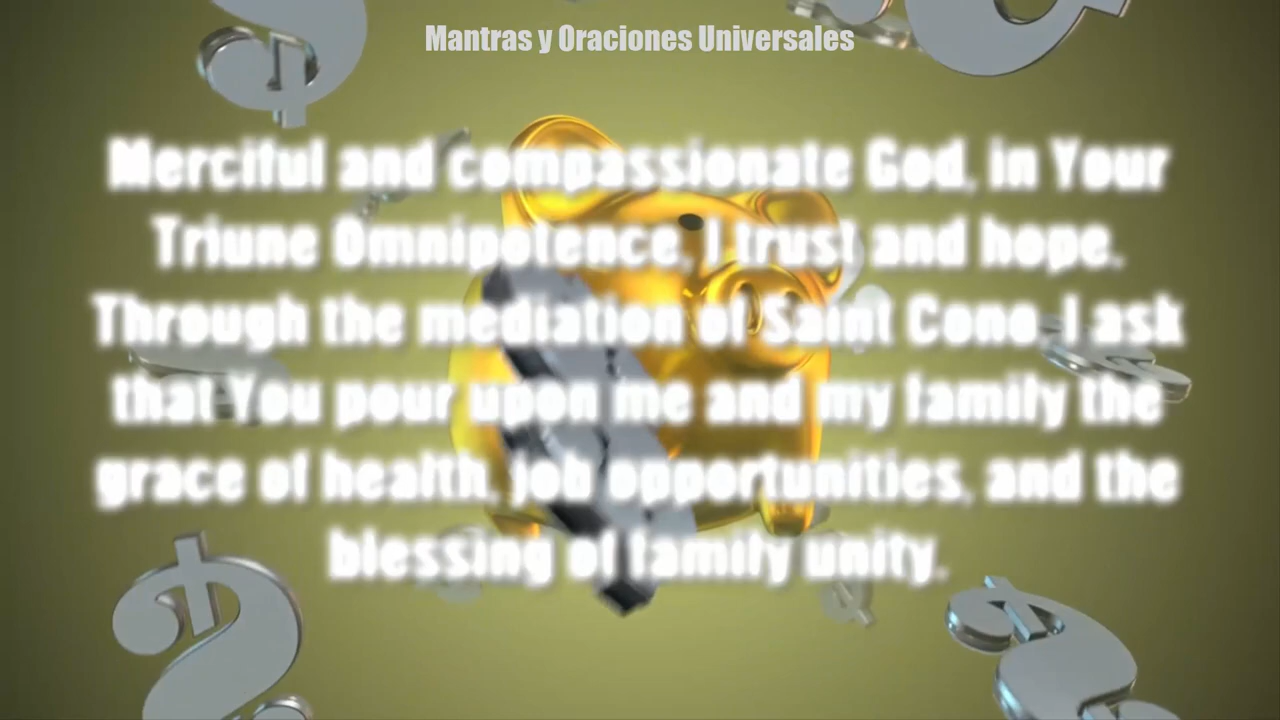 Mantras y Oraciones Universales
Merciful and compassionate God, in Your
Triune Omnipotence, I trust and hope.
Through the mediation of Saint Cono, I ask
that You pour upon me and my family the
grace of health, job opportunities, and the
blessing of family unity.